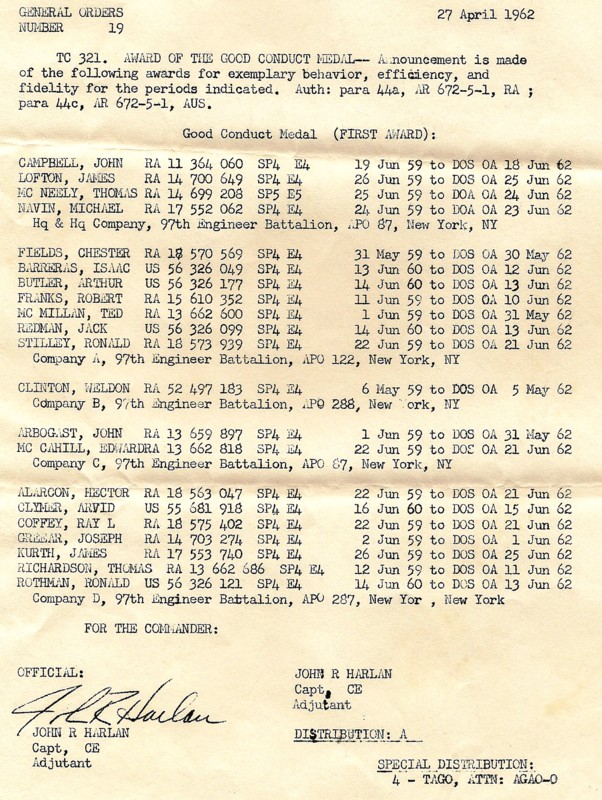 GENERAL ORDERS 27 April 1962
NUMBER 19
TC 321. AWARD OF THE GOOD CONDUCT MEDAL-- Announcement is made
of the following awards for exemplary behavior, efficiency, and
fidelity for the periods indicated. Auth: para 44a, AR 672-5-1, RA ;
para 44c, AR 672-5-1, AUS.
Good Conduct Medal (FIRST AWARD):
CAMPBELL, JOHN RA 11 364 060 SP4 E4 19 Jun 59 to DOS OA 18 Jun 62
LOFTON, JAMES RA 14 700 649 SP4 E4 26 Jun 59 to DOS OA 25 Jun 62
MC NEELY, THOMAS RA 14 699 208 SP5 E5 25 Jun 59 to DOA OA 24 Jun 62
NAVIN, MICHAEL RA 17 552 062 SP4 E4 24 Jun 59 to DOA OA 23 Jun 62
Hq & Hq Company, 97th Engineer Battalion, APO 87, New York, NY
FIELDS, CHESTER RA 18 570 569 SP4 E4 31 May 59 to DOS OA 30 May 62
BARRERAS, ISAAC US 56 326 049 SP4 E4 13 Jun 60 to DOS OA 12 Jun 62
BUTLER, ARTHUR US 56 326 177 SP4 E4 14 Jun 60 to DOS OA 13 Jun 62
FRANKS, ROBERT RA 15 610 352 SP4 E4 11 Jun 59 to DOS OA 10 Jun 62
MC MILLAN, TED RA 13 662 600 SP4 E4 1 Jun 59 to DOS OA 31 May 62
REDMAN, JACK US 56 326 099 SP4 E4 14 Jun 60 to DOS OA 13 Jun 62
STILLEY, RONALD RA 18 573 939 SP4 E4 22 Jun 59 to DOS OA 21 Jun 62
Company A, 97th Engineer Battalion, APO 122, New York, NY
CLINTON, WELDON RA 52 497 183 SP4 E4 6 May 59 to DOS OA 5 May 62
Company B, 97th Engineer Battalion, APO 288, New York, NY
ARBOGAST, JOHN RA 13 659 897 SP4 E4 1 Jun 59 to DOS OA 31 May 62
MC CAHILL, EDWARDRA 13 662 818 SP4 E4 22 Jun 59 to DOS OA 21 Jun 62
Company C, 97th Engineer Battalion, APO 87, New York, NY
ALARCON, HECTOR RA 18 563 047 SP4 E4 22 Jun 59 to DOS OA 21 Jun 62
CLYMER, ARVID US 55 681 918 SP4 E4 16 Jun 60 to DOS OA 15 Jun 62
COFFEY, RAY L RA 18 575 402 SP4 E4 22 Jun 59 to DOS OA 21 Jun 62
GREEAR, JOSEPH RA 14 703 274 SP4 E4 2 Jun 59 to DOS OA 1 Jun 62
KURTH, JAMES RA 17 553 740 SP4 E4 26 Jun 59 to DOS OA 25 Jun 62
RICHARDSON, THOMAS RA 13 662 686 SP4 E4 12 Jun 59 to DOS OA 11 Jun 62
ROTHMAN, RONALD US 56 326 121 SP4 E4 14 Jun 60 to DOS OA 13 Jun 62
Company D, 97th Engineer Battalion, APO 287, New Yor , New York
FOR THE COMMANDER:
OFFICIAL:
John R Harlan
JOHN R HARLAN
Capt, CE
Adjutant
JOHN R HARLAN
Capt, CE
Adjutant
DISTRIBUTION: A
SPECIAL DISTRIBUTION:
4 - TAGO, ATTN: AGAO-O